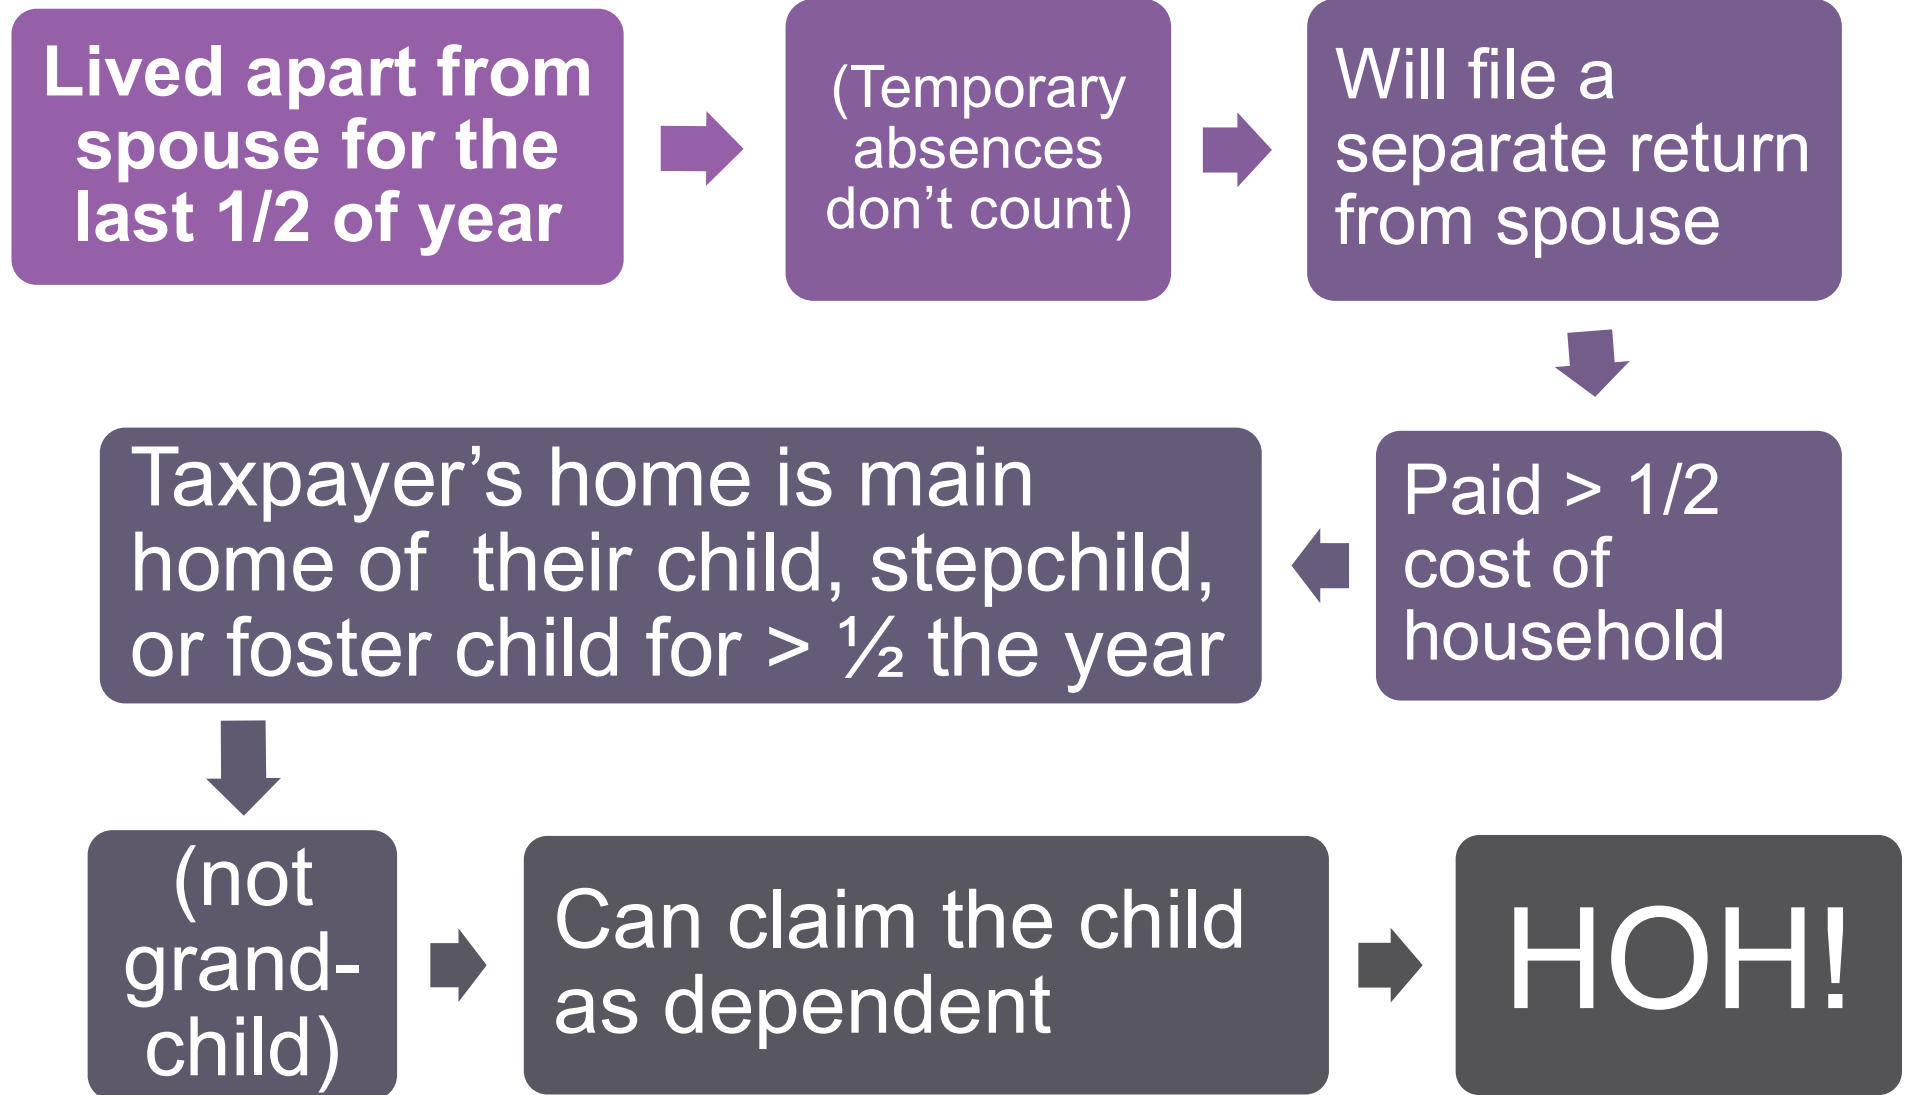 Lived apart from
spouse for the
last 1/2 of year
(Temporary
absences
don’t count)
Will file a
separate return
from spouse
Paid > 1/2
cost of
household
Taxpayer’s home is main
home of  their child, stepchild,
or foster child for > ½ the year
(not
grand-
child)
Can claim the child
as dependent
HOH!